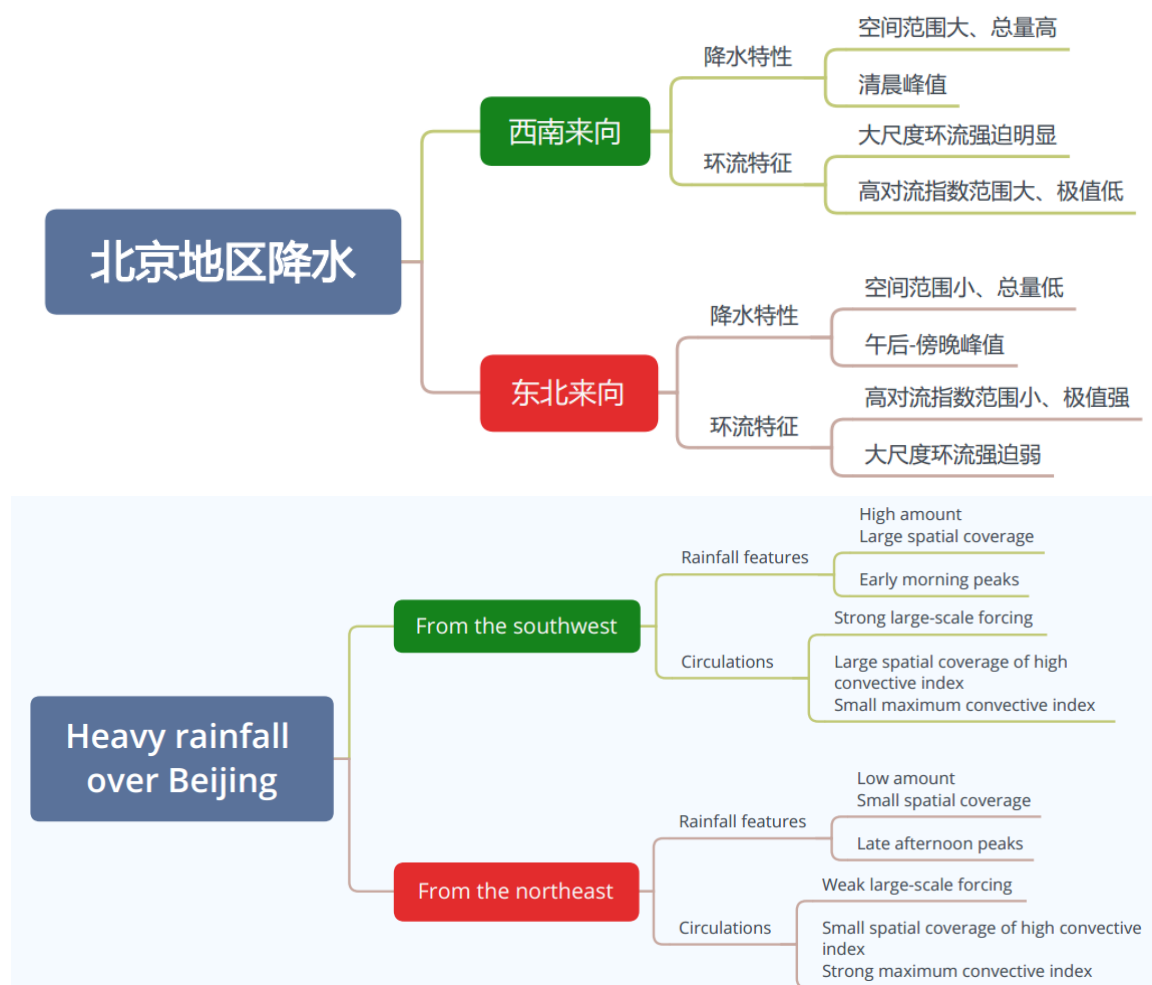 北京地区降水
西南来向
降水特性
空间范围大、总量高
清晨峰值
环流特征
大尺度环流强迫明显
高对流指数范围大、极值低
东北来向
降水特性
空间范围小、总量低
午后-傍晚峰值
环流特征
高对流指数范围小、极值强
大尺度环流强迫弱
Heavy rainfall
over Beijing
From the southwest
Rainfall features
High amount
Large spatial coverage
Early morning peaks
Circulations
Strong large-scale forcing
Large spatial coverage of high
convective index
Small maximum convective index
From the northeast
Rainfall features
Low amount
Small spatial coverage
Late afternoon peaks
Circulations
Weak large-scale forcing
Small spatial coverage of high convective
index
Strong maximum convective index